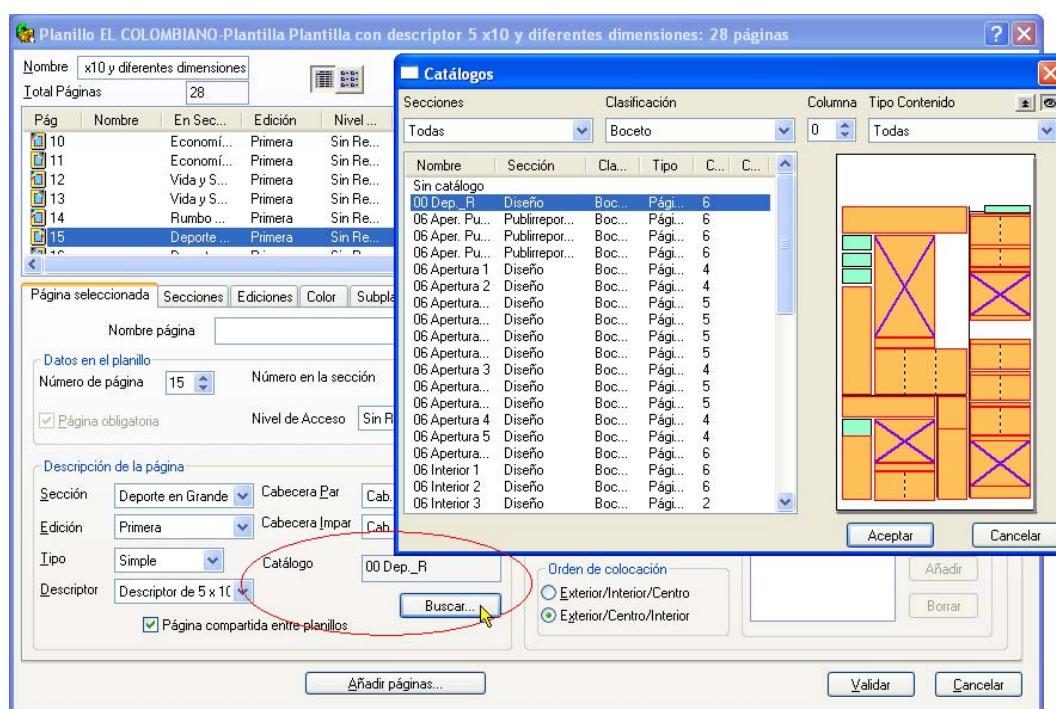 Planillo EL COLOMBIANO-Plantilla Plantilla con descriptor 5 x10 y diferentes dimensiones: 28 páginas
Nombre x10 y diferentes dimensiones
Total Páginas 28
Pág Nombre En Sec... Edición Nivel ...
10 Economí... Primera Sin Re...
11 Economí... Primera Sin Re...
12 Vida y S... Primera Sin Re...
13 Vida y S... Primera Sin Re...
14 Rumbo ... Primera Sin Re...
15 Deporte ... Primera Sin Re...
Página seleccionada Secciones Ediciones Color Subpla
Nombre página
Datos en el planillo
Número de página 15 Número en la sección
Página obligatoria Nivel de Acceso Sin R
Descripción de la página
Sección Deporte en Grande Cabecera Par Cab.
Edición Primera Cabecera Impar Cab
Tipo Simple Catálogo 00 Dep._R
Descriptor Descriptor de 5 x 1( Buscar...
Página compartida entre planillos
Orden de colocación
Exterior/Interior/Centro
Exterior/Centro/Interior
Añadir
Borrar
Añadir páginas... Validar Cancelar
Catálogos
Secciones Clasificación Columna Tipo Contenido
Todas Boceto 0 Todas
Nombre Sección Cla... Tipo C... C...
Sin catálogo
00 Dep._R Diseño Boc... Pági... 6
06 Aper. Pu... Publirrepor... Boc... Pági... 6
06 Aper. Pu... Publirrepor... Boc... Pági... 6
06 Aper. Pu... Publirrepor... Boc... Pági... 6
06 Apertura 1 Diseño Boc... Pági... 4
06 Apertura 2 Diseño Boc... Pági... 4
06 Apertura... Diseño Boc... Pági... 5
06 Apertura... Diseño Boc... Pági... 5
06 Apertura... Diseño Boc... Pági... 5
06 Apertura... Diseño Boc... Pági... 5
06 Apertura 3 Diseño Boc... Pági... 4
06 Apertura... Diseño Boc... Pági... 5
06 Apertura... Diseño Boc... Pági... 5
06 Apertura 4 Diseño Boc... Pági... 4
06 Apertura 5 Diseño Boc... Pági... 4
06 Apertura... Diseño Boc... Pági... 6
06 Interior 1 Diseño Boc... Pági... 6
06 Interior 2 Diseño Boc... Pági... 6
06 Interior 3 Diseño Boc... Pági... 2
Aceptar Cancelar